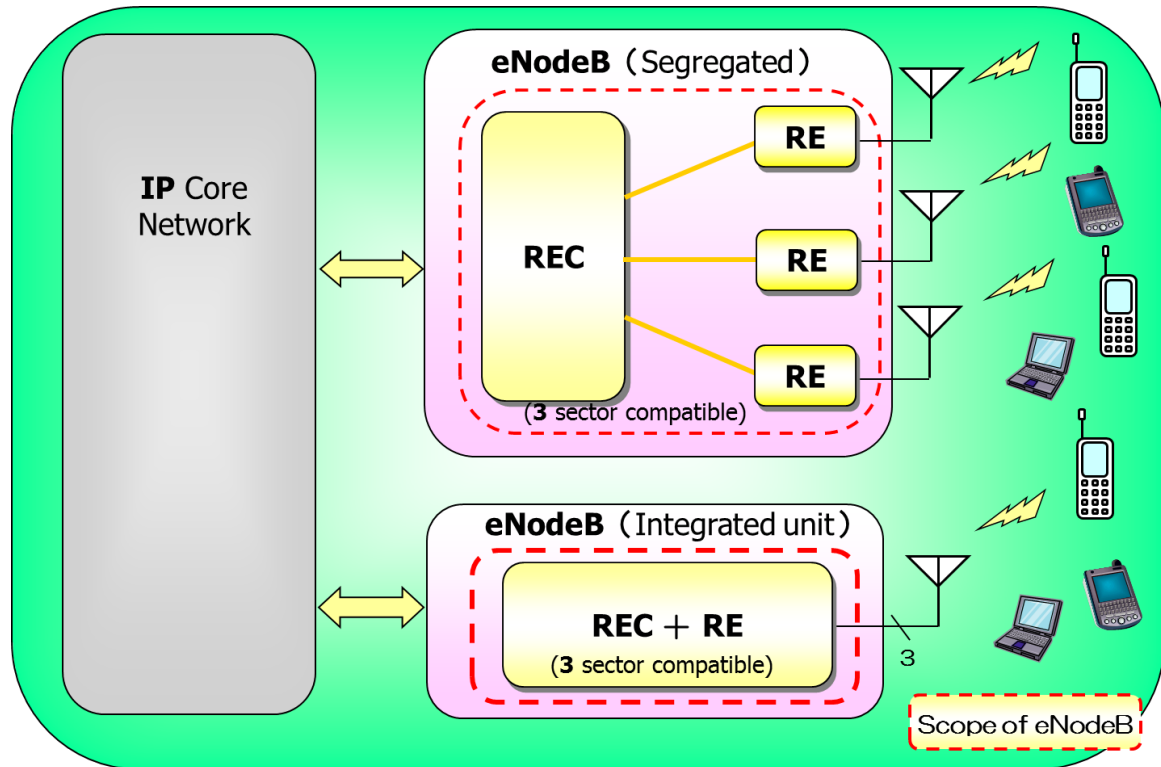 IP Core
Network
eNodeB（Segregated）
REC
RE
RE
RE
(3 sector compatible)
eNodeB（Integrated unit）
REC＋RE
(3 sector compatible)
3
Scope of eNodeB